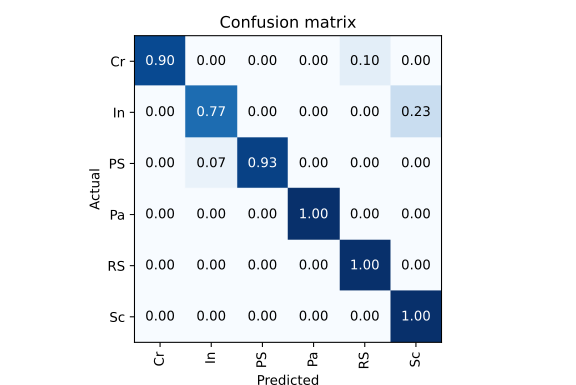 Confusion matrix
Cr 0.90 0.00 0.00 0.00 0.10 0.00
In 0.00 0.77 0.00 0.00 0.00 0.23
PS 0.00 0.07 0.93 0.00 0.00 0.00
Pa 0.00 0.00 0.00 1.00 0.00 0.00
RS 0.00 0.00 0.00 0.00 1.00 0.00
Sc 0.00 0.00 0.00 0.00 0.00 1.00
Actual
Cr In PS Pa RS Sc
Predicted